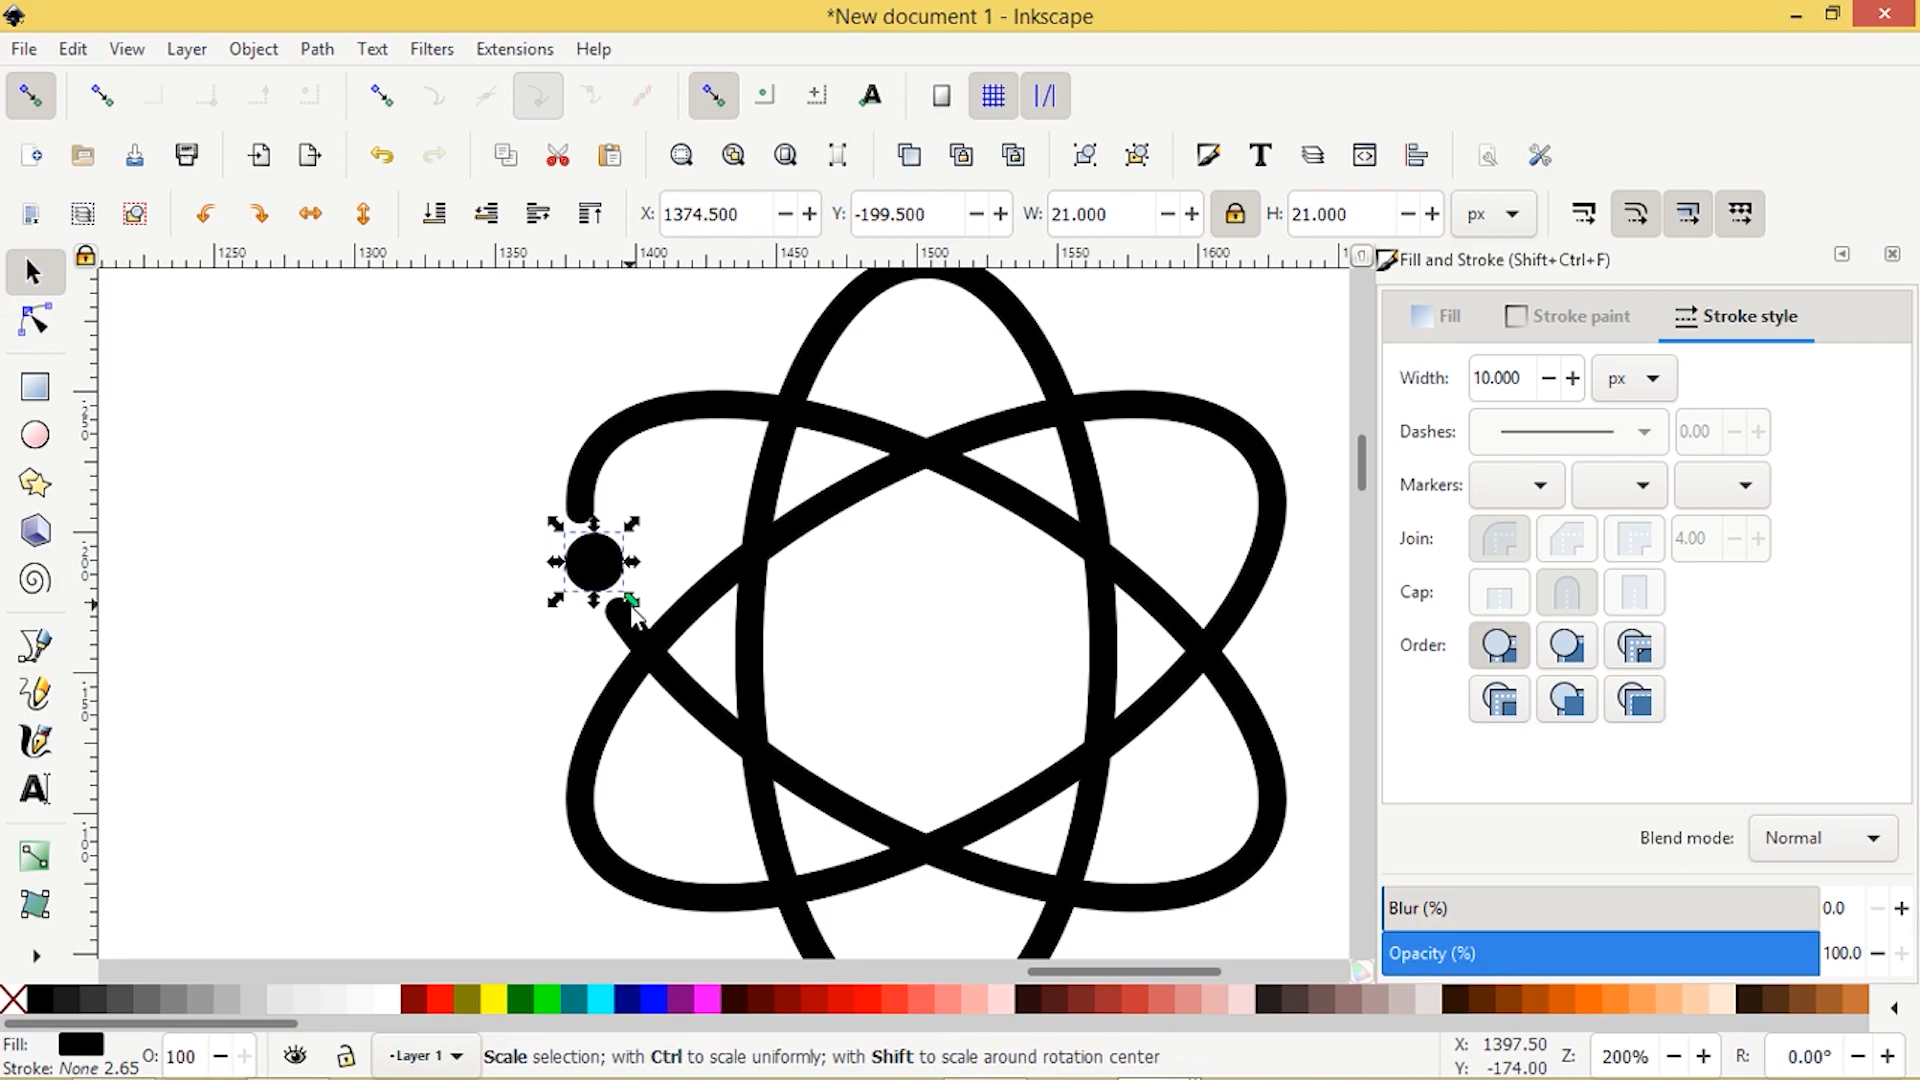 *New document 1 - Inkscape
File Edit View Layer Object Path Text Filters Extensions Help
X: 1374.500 Y: -199.500 W: 21.000 H: 21.000 px
1250 1300 1350 1400 1450 1500 1550 1600
Fill and Stroke (Shift+Ctrl+F)
Fill Stroke paint Stroke style
Width: 10.000 px
Dashes: 0.00
Markers:
Join: 4.00
Cap:
Order:
-250
-200
-150
-100
Blend mode: Normal
Blur (%) 0.0
Opacity (%) 100.0
Fill:
Stroke: None 2.65
O: 100
-Layer 1
Scale selection; with Ctrl to scale uniformly; with Shift to scale around rotation center
X: 1397.50
Y: -174.00
Z: 200% R: 0.00°